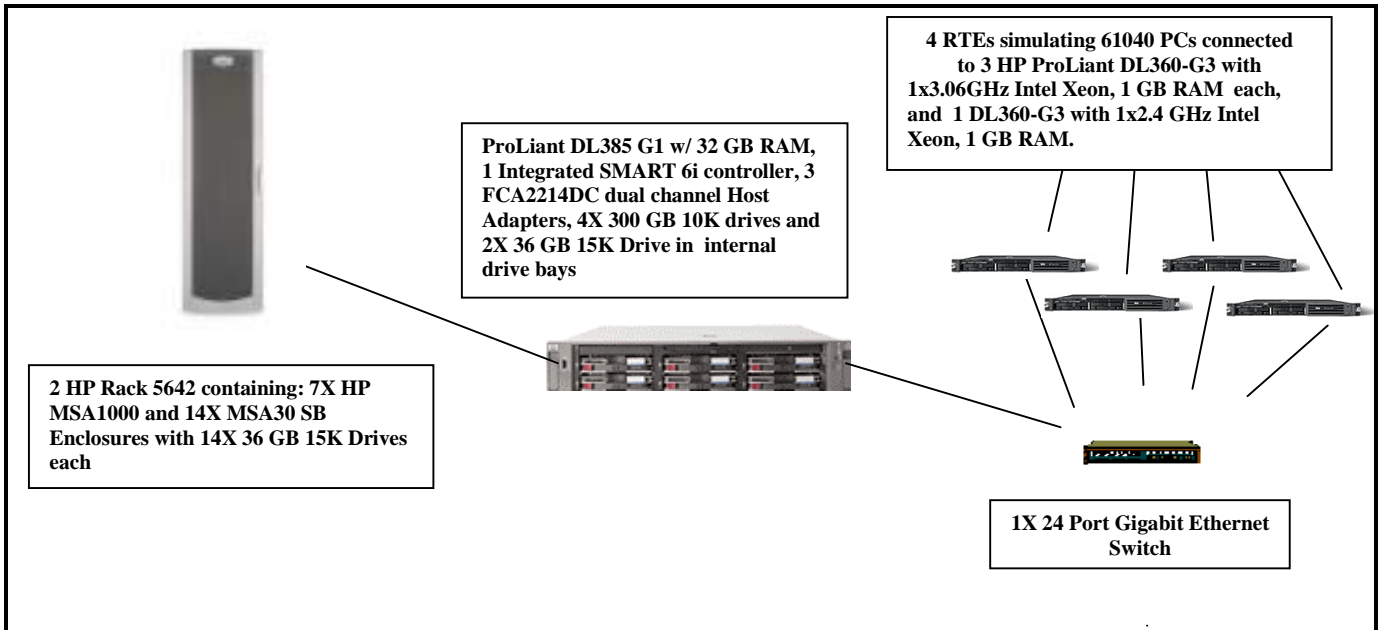 4 RTEs simulating 61040 PCs connected
to 3 HP ProLiant DL360-G3 with
1x3.06GHz Intel Xeon, 1 GB RAM each,
and 1 DL360-G3 with 1x2.4 GHz Intel
Xeon, 1 GB RAM.
ProLiant DL385 G1 w/ 32 GB RAM,
1 Integrated SMART 6i controller, 3
FCA2214DC dual channel Host
Adapters, 4X 300 GB 10K drives and
2X 36 GB 15K Drive in internal
drive bays
2 HP Rack 5642 containing: 7X HP
MSA1000 and 14X MSA30 SB
Enclosures with 14X 36 GB 15K Drives
each
1X 24 Port Gigabit Ethernet
Switch